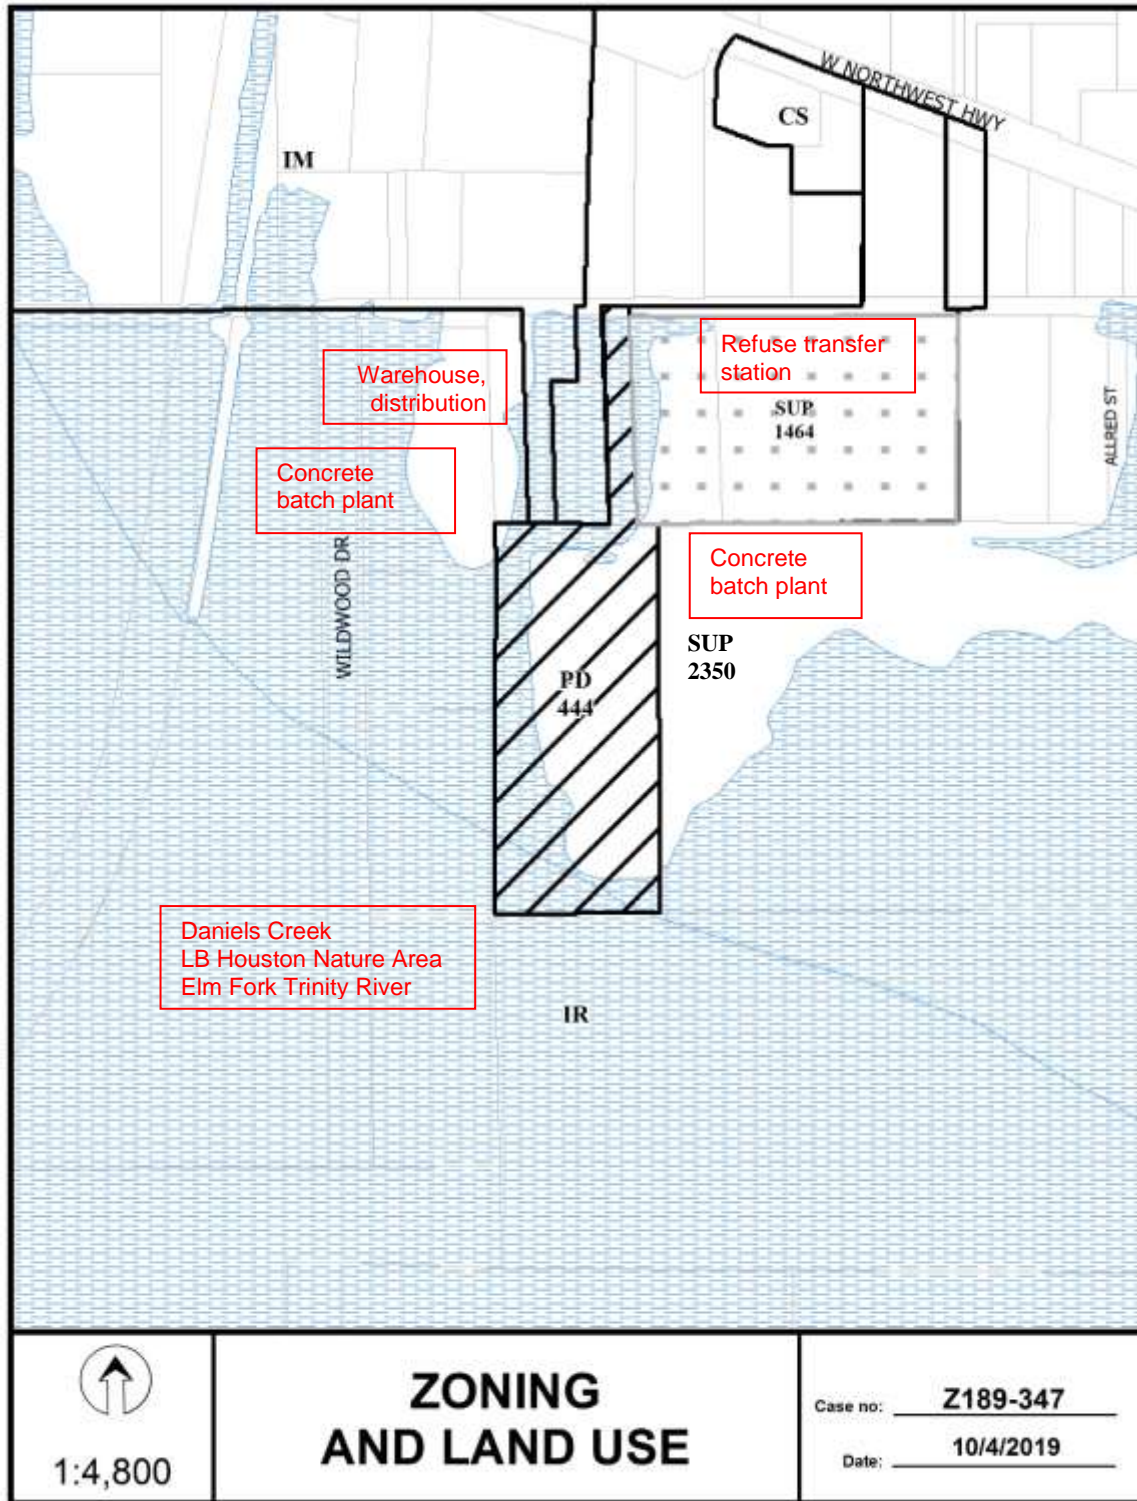 W NORTHWEST HWY
CS
IM
Refuse transfer
station
Warehouse,
distribution
SUP
1464
ALLRED ST
Concrete
batch plant
WILDWOOD DR
Concrete
batch plant
SUP
2350
PD
444
Daniels Creek
LB Houston Nature Area
Elm Fork Trinity River
IR
1:4,800
ZONING
AND LAND USE
Case no: Z189-347
Date: 10/4/2019